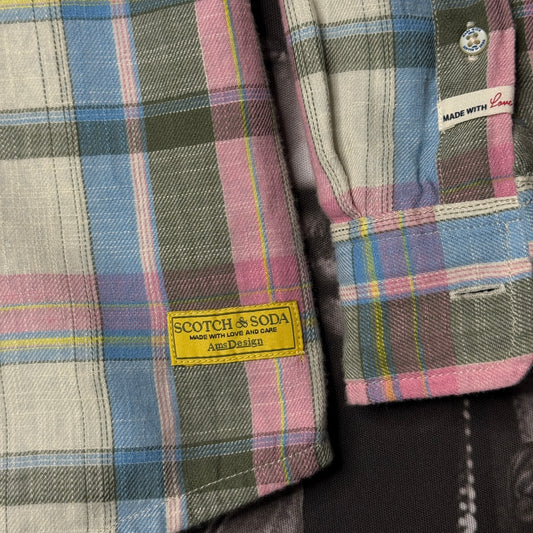 MADE WITH Love
SCOTCH & SODA
MADE WITH LOVE AND CARE
AmsDesign